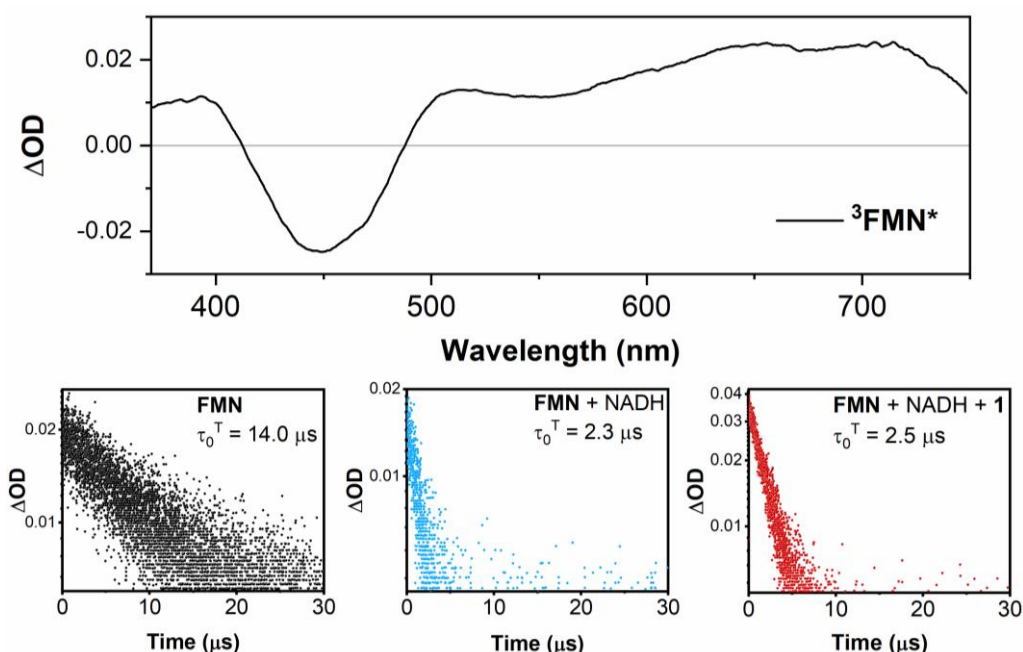 ΔOD
0.02
0.00
-0.02
³FMN*
400
500
600
700
Wavelength (nm)
ΔOD
0.02
0.01
FMN
τ₀ᵀ = 14.0 μs
0
10
20
30
Time (μs)
ΔOD
0.02
0.01
FMN + NADH
τ₀ᵀ = 2.3 μs
0
10
20
30
Time (μs)
ΔOD
0.04
0.03
0.02
0.01
FMN + NADH + 1
τ₀ᵀ = 2.5 μs
0
10
20
30
Time (μs)